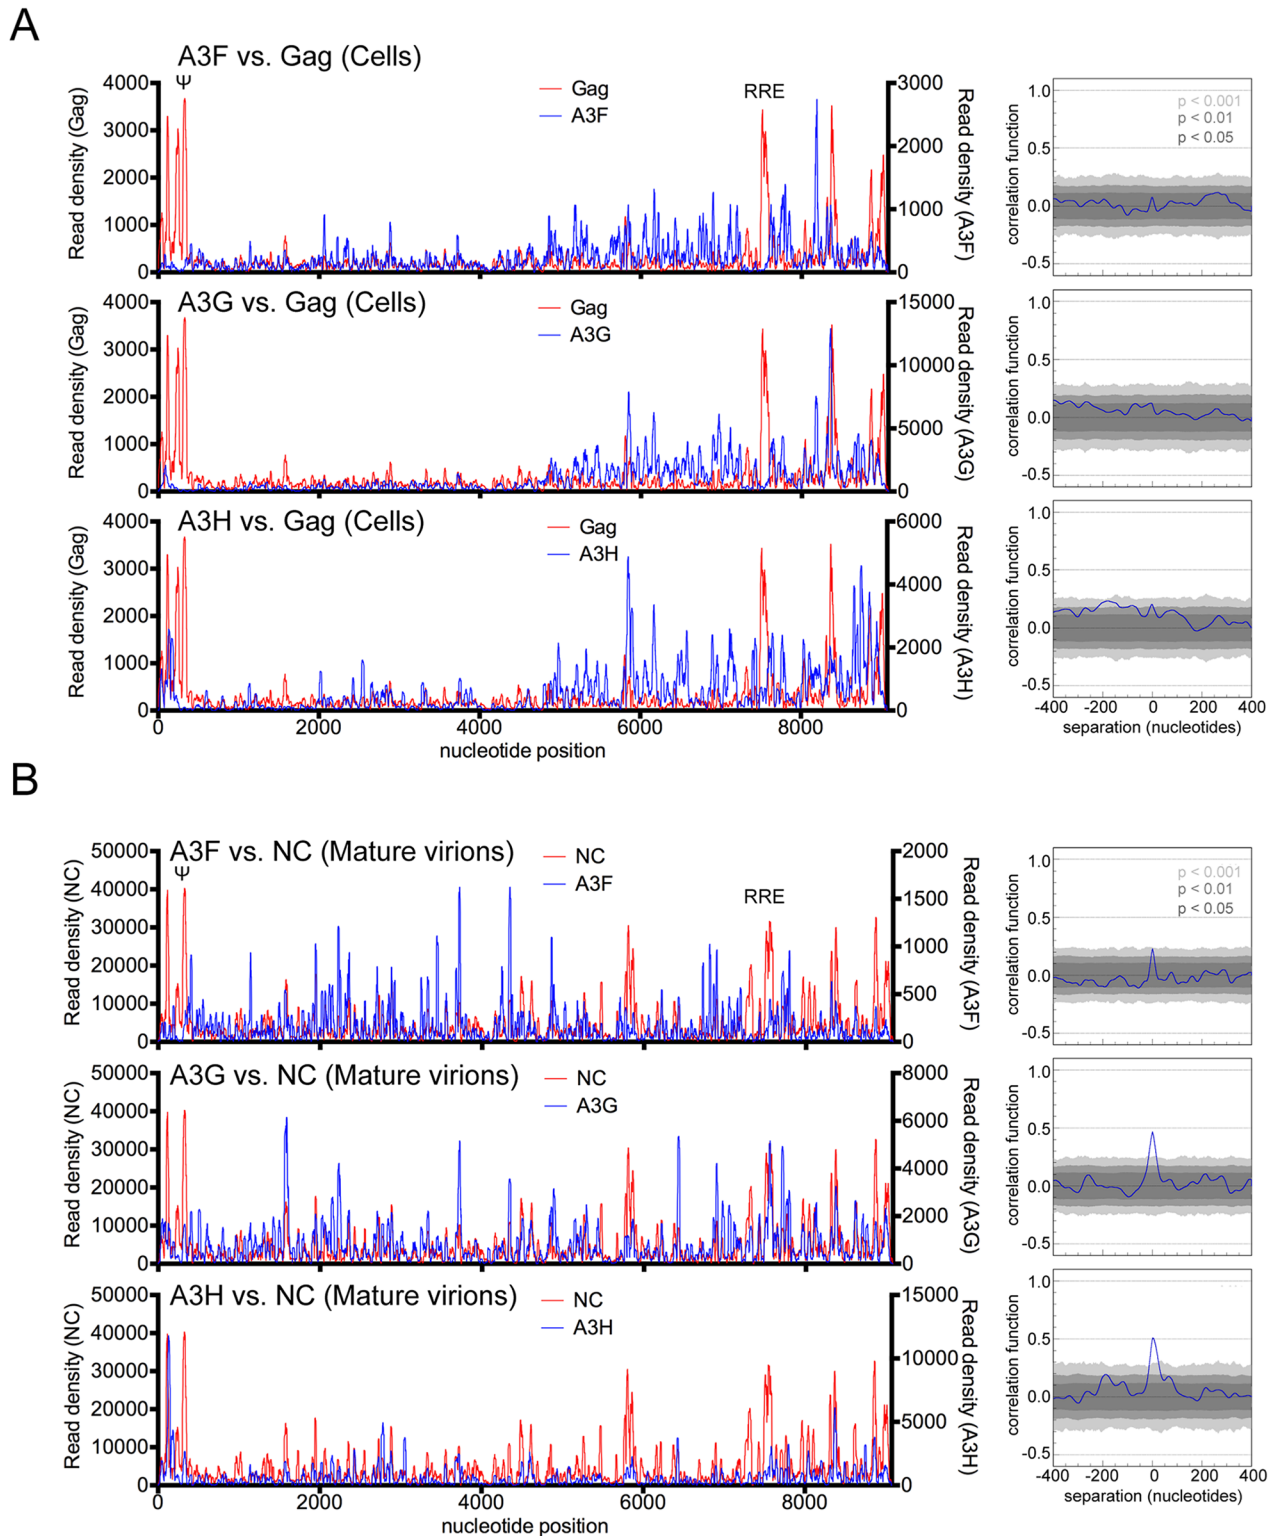 A
A3F vs. Gag (Cells)
Ψ
RRE
Gag
A3F
Read density (Gag)
4000
3000
2000
1000
0
3000
2000
1000
0
Read density (A3F)
correlation function
1.0
0.5
0.0
-0.5
p < 0.001
p < 0.01
p < 0.05
A3G vs. Gag (Cells)
Gag
A3G
Read density (Gag)
4000
3000
2000
1000
0
15000
10000
5000
0
Read density (A3G)
correlation function
1.0
0.5
0.0
-0.5
A3H vs. Gag (Cells)
Gag
A3H
Read density (Gag)
4000
3000
2000
1000
0
6000
4000
2000
0
Read density (A3H)
0 2000 4000 6000 8000
nucleotide position
correlation function
1.0
0.5
0.0
-0.5
-400 -200 0 200 400
separation (nucleotides)
B
A3F vs. NC (Mature virions)
Ψ
RRE
NC
A3F
Read density (NC)
50000
40000
30000
20000
10000
0
2000
1500
1000
500
0
Read density (A3F)
correlation function
1.0
0.5
0.0
-0.5
p < 0.001
p < 0.01
p < 0.05
A3G vs. NC (Mature virions)
NC
A3G
Read density (NC)
50000
40000
30000
20000
10000
0
8000
6000
4000
2000
0
Read density (A3G)
correlation function
1.0
0.5
0.0
-0.5
A3H vs. NC (Mature virions)
NC
A3H
Read density (NC)
50000
40000
30000
20000
10000
0
15000
10000
5000
0
Read density (A3H)
0 2000 4000 6000 8000
nucleotide position
correlation function
1.0
0.5
0.0
-0.5
-400 -200 0 200 400
separation (nucleotides)